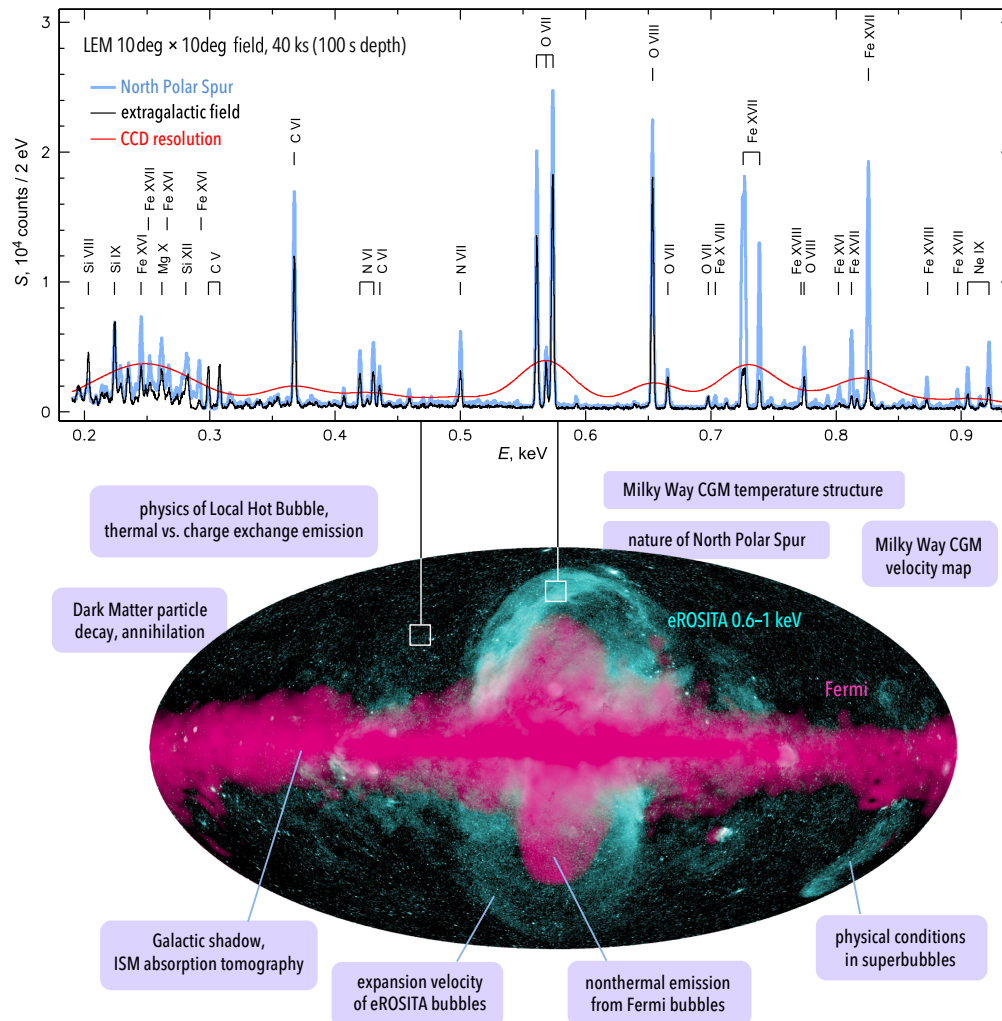 LEM 10deg × 10deg field, 40 ks (100 s depth)
North Polar Spur
extragalactic field
CCD resolution
S, 10⁴ counts / 2 eV
3
2
1
0
Si VIII
Si IX
Fe XVI
Fe XVII
Mg X
Fe XVI
Si XII
Fe XVI
C V
C VI
N VI
C VI
N VII
O VII
O VIII
O VII
O VII
Fe XVIII
Fe XVII
Fe XVIII
O VIII
Fe XVI
Fe XVII
Fe XVII
Fe XVIII
Fe XVII
Ne IX
0.2 0.3 0.4 0.5 0.6 0.7 0.8 0.9
E, keV
physics of Local Hot Bubble,
thermal vs. charge exchange emission
Milky Way CGM temperature structure
nature of North Polar Spur
Milky Way CGM
velocity map
Dark Matter particle
decay, annihilation
eROSITA 0.6–1 keV
Fermi
Galactic shadow,
ISM absorption tomography
expansion velocity
of eROSITA bubbles
nonthermal emission
from Fermi bubbles
physical conditions
in superbubbles